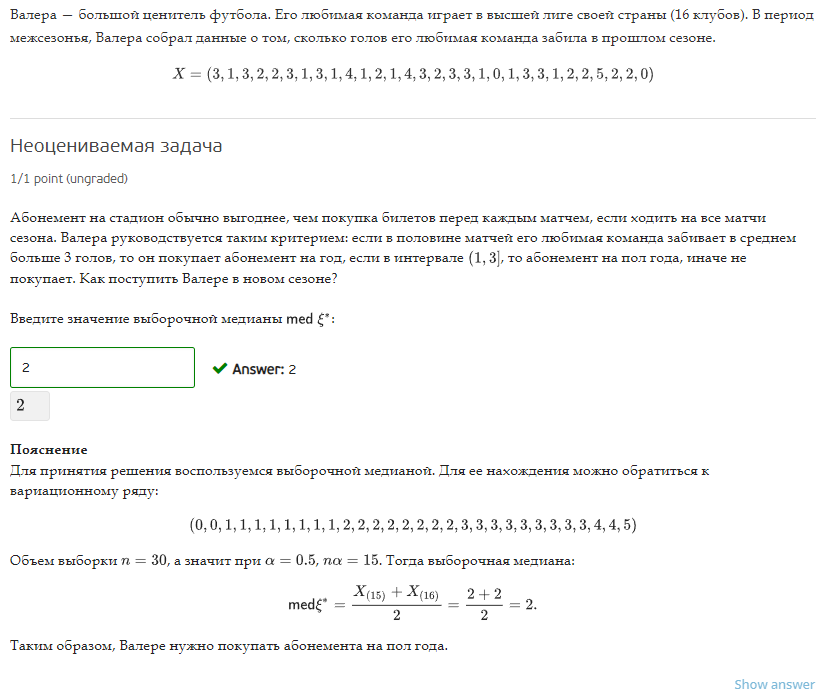 Валера — большой ценитель футбола. Его любимая команда играет в высшей лиге своей страны (16 клубов). В период
межсезонья, Валера собрал данные о том, сколько голов его любимая команда забила в прошлом сезоне.
X = (3, 1, 3, 2, 2, 3, 1, 3, 1, 4, 1, 2, 1, 4, 3, 2, 3, 3, 1, 0, 1, 3, 3, 1, 2, 2, 5, 2, 2, 0)
Неоцениваемая задача
1/1 point (ungraded)
Абонемент на стадион обычно выгоднее, чем покупка билетов перед каждым матчем, если ходить на все матчи
сезона. Валера руководствуется таким критерием: если в половине матчей его любимая команда забивает в среднем
больше 3 голов, то он покупает абонемент на год, если в интервале (1, 3], то абонемент на пол года, иначе не
покупает. Как поступить Валере в новом сезоне?
Введите значение выборочной медианы med ξ*:
2
Answer: 2
2
Пояснение
Для принятия решения воспользуемся выборочной медианой. Для ее нахождения можно обратиться к
вариационному ряду:
(0, 0, 1, 1, 1, 1, 1, 1, 1, 1, 2, 2, 2, 2, 2, 2, 2, 2, 3, 3, 3, 3, 3, 3, 3, 3, 3, 4, 4, 5)
Объем выборки n = 30, а значит при α = 0.5, nα = 15. Тогда выборочная медиана:
medξ* = (X(15) + X(16)) / 2 = (2 + 2) / 2 = 2.
Таким образом, Валере нужно покупать абонемента на пол года.
Show answer